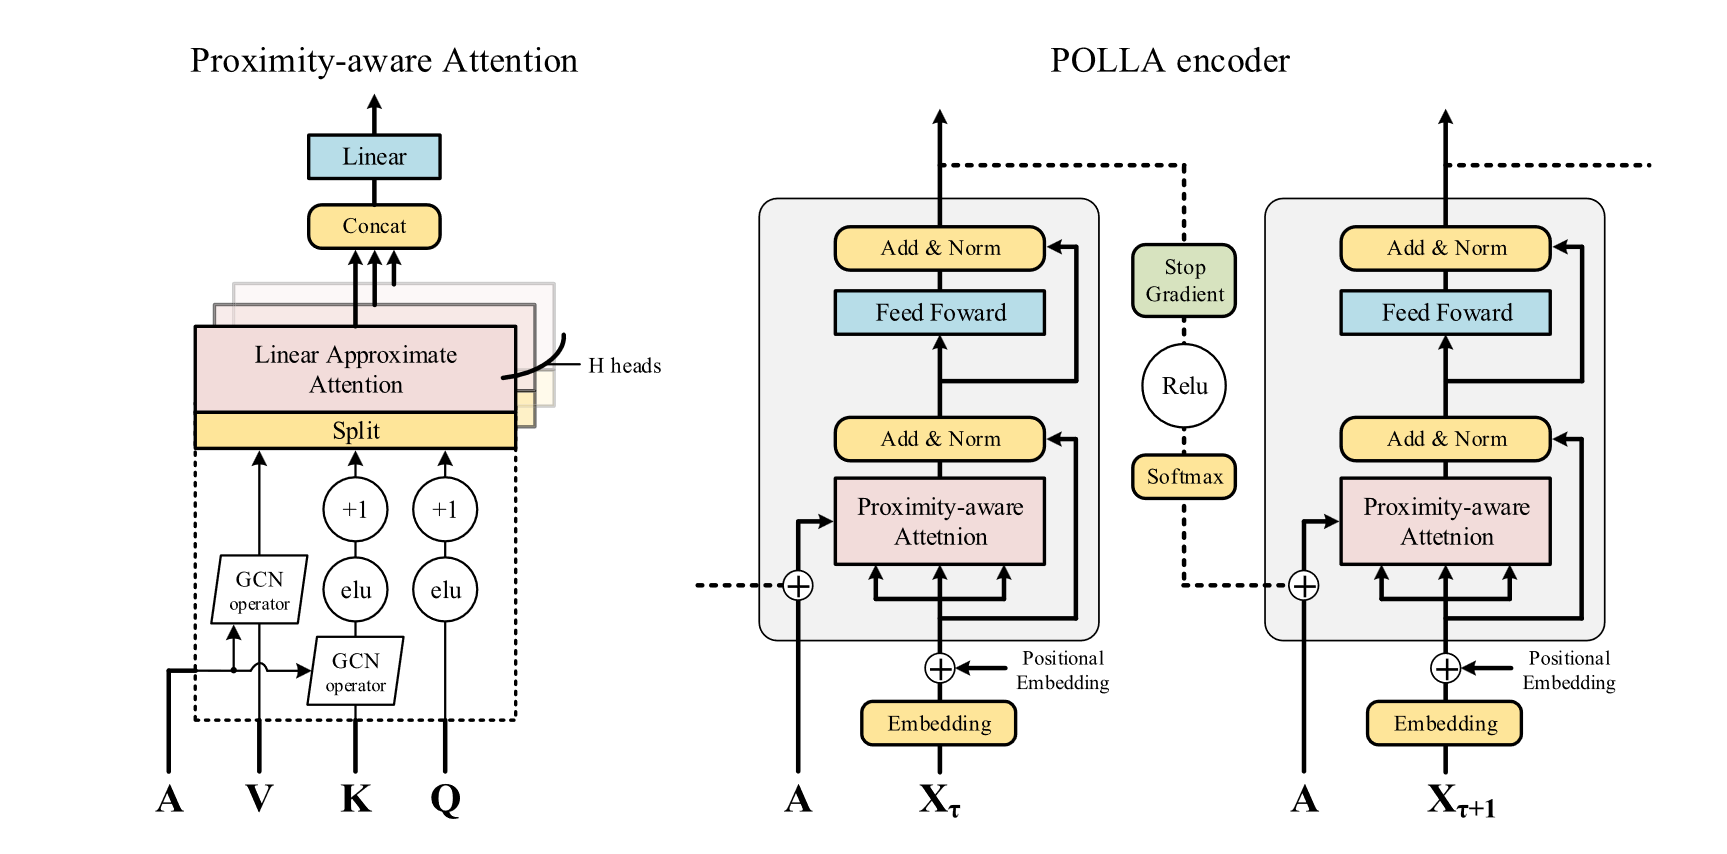 Proximity-aware Attention
Linear
Concat
Linear Approximate
Attention
H heads
Split
+1
+1
GCN
operator
elu
elu
GCN
operator
A
V
K
Q
POLLA encoder
Add & Norm
Feed Foward
Add & Norm
Proximity-aware
Attetnion
Positional
Embedding
Embedding
A
Xτ
Stop
Gradient
Relu
Softmax
Add & Norm
Feed Foward
Add & Norm
Proximity-aware
Attetnion
Positional
Embedding
Embedding
A
Xτ+1